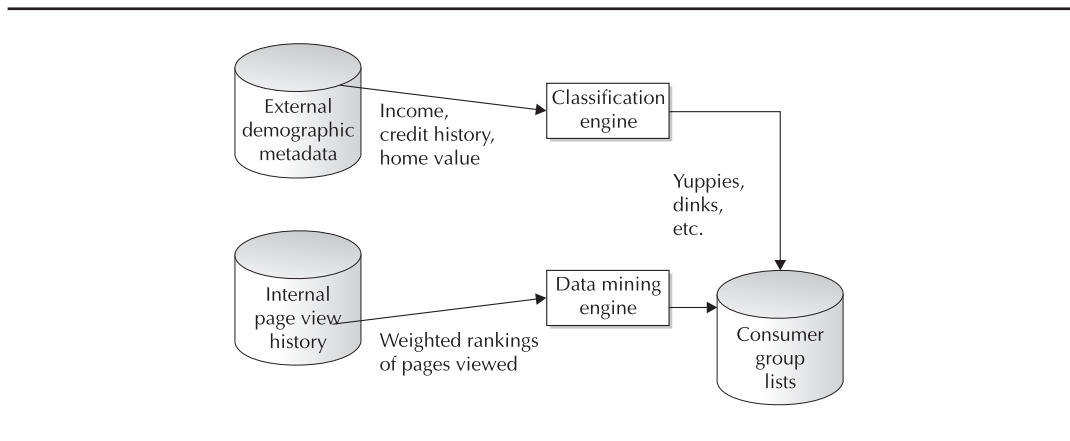 External
demographic
metadata
Income,
credit history,
home value
Classification
engine
Yuppies,
dinks,
etc.
Internal
page view
history
Weighted rankings
of pages viewed
Data mining
engine
Consumer
group
lists